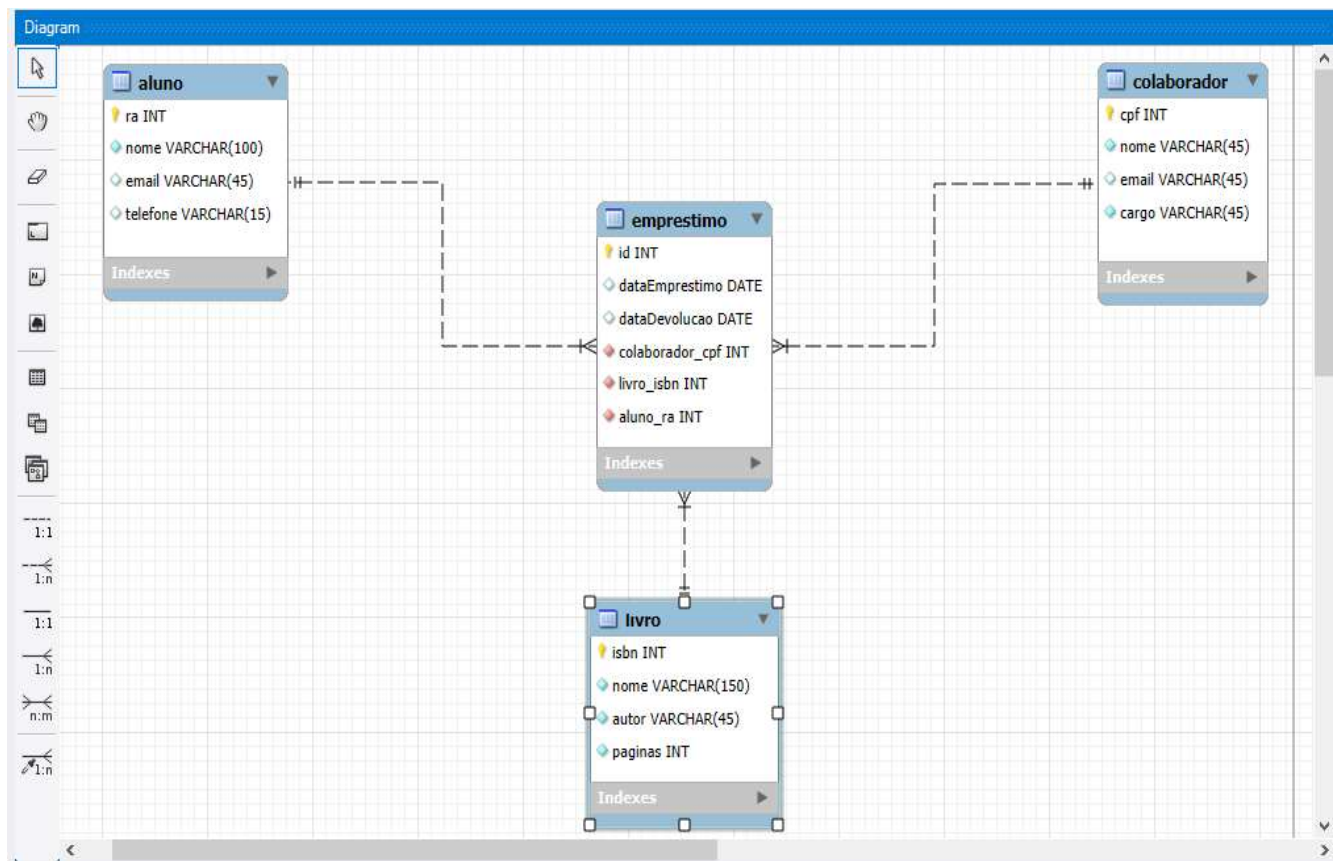 Diagram
aluno
ra INT
nome VARCHAR(100)
email VARCHAR(45)
telefone VARCHAR(15)
Indexes
colaborador
cpf INT
nome VARCHAR(45)
email VARCHAR(45)
cargo VARCHAR(45)
Indexes
emprestimo
id INT
dataEmprestimo DATE
dataDevolucao DATE
colaborador_cpf INT
livro_isbn INT
aluno_ra INT
Indexes
livro
isbn INT
nome VARCHAR(150)
autor VARCHAR(45)
paginas INT
Indexes
1:1
1:n
1:1
1:n
n:m
1:n